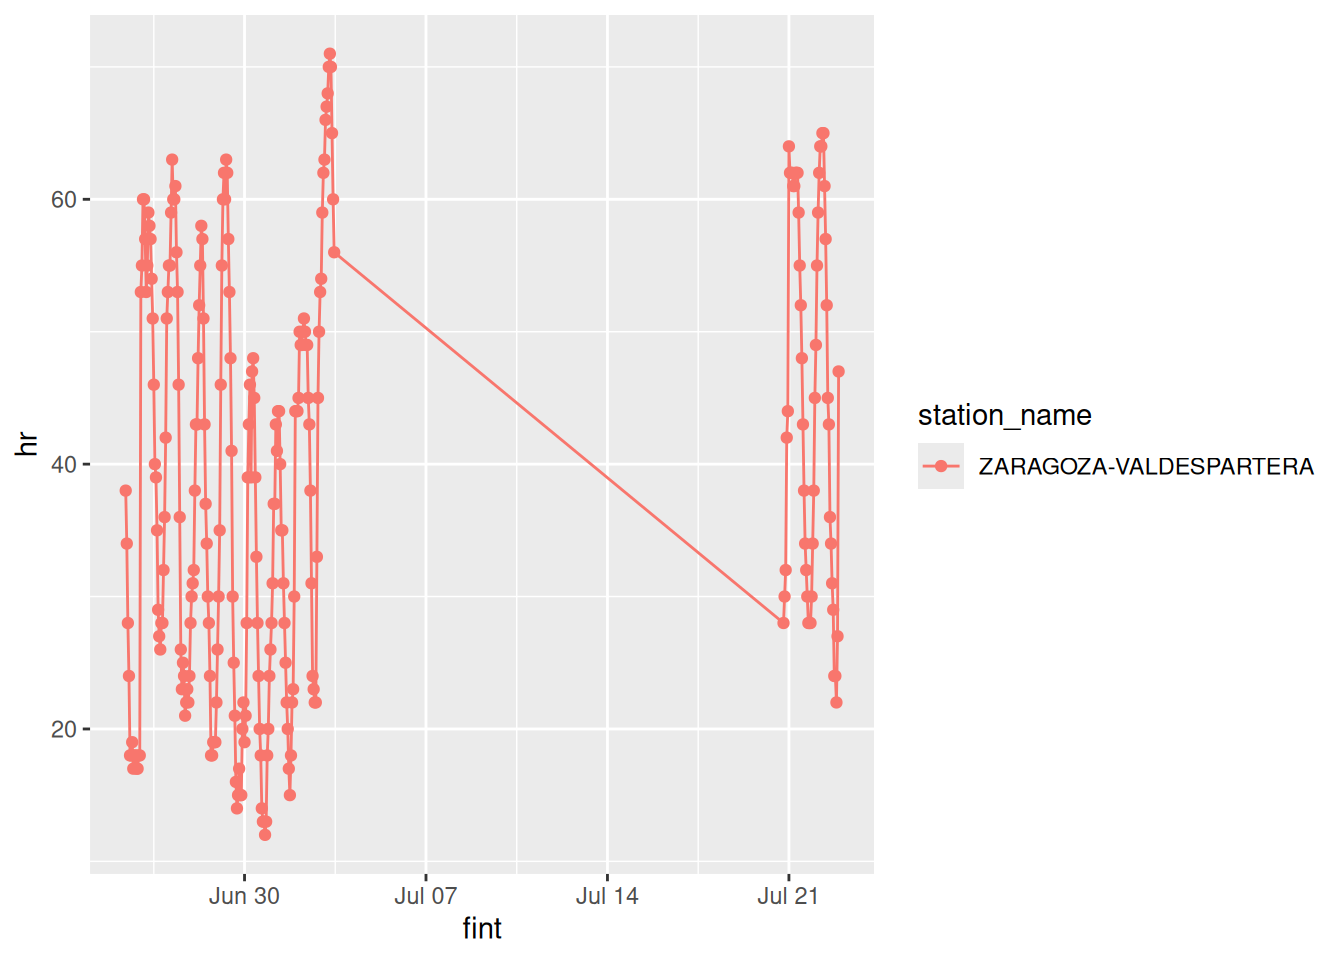 hr
60
40
20
Jun 30
Jul 07
Jul 14
Jul 21
fint
station_name
ZARAGOZA-VALDESPARTERA